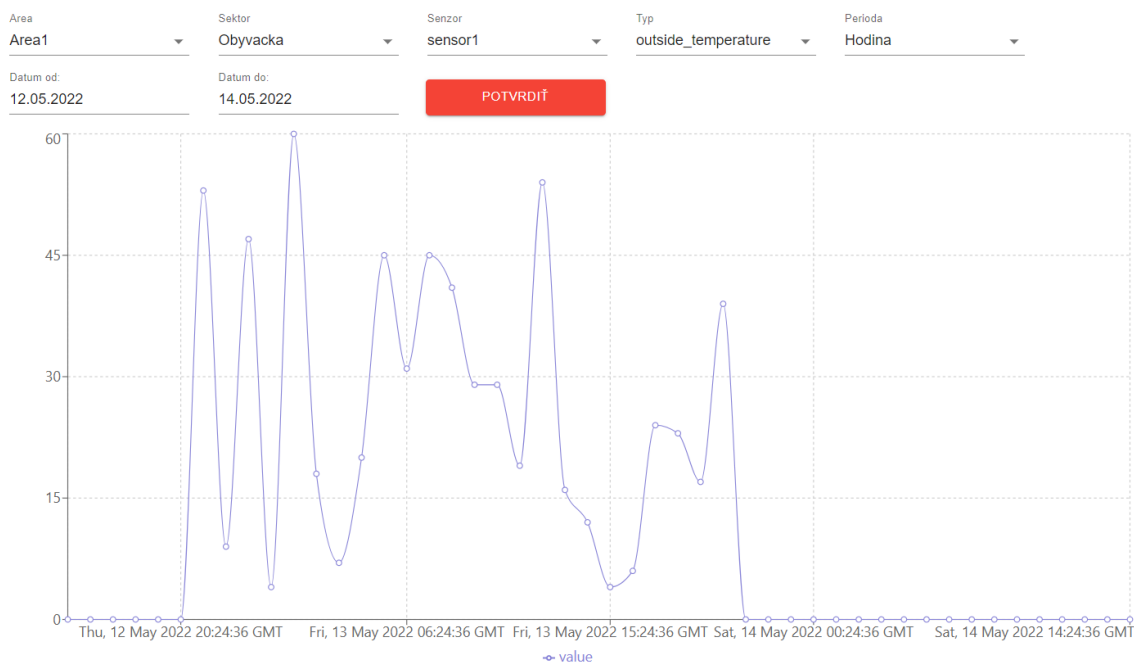 Area Sektor Senzor Typ Perioda
Area1 Obyvacka sensor1 outside_temperature Hodina
Datum od: Datum do:
12.05.2022 14.05.2022 POTVRDIŤ
60
45
30
15
0
Thu, 12 May 2022 20:24:36 GMT Fri, 13 May 2022 06:24:36 GMT Fri, 13 May 2022 15:24:36 GMT Sat, 14 May 2022 00:24:36 GMT Sat, 14 May 2022 14:24:36 GMT
value